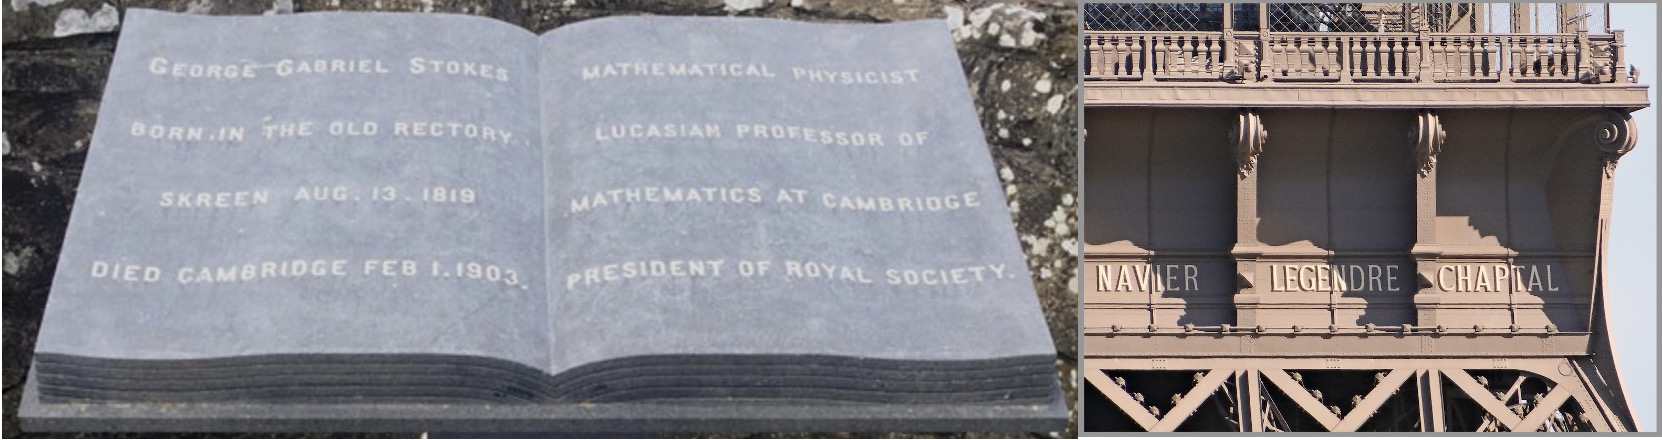 GEORGE GABRIEL STOKES
BORN.IN THE OLD RECTORY.
SKREEN AUG.13.1819
DIED CAMBRIDGE FEB 1.1903.
MATHEMATICAL PHYSICIST
LUCASIAN PROFESSOR OF
MATHEMATICS AT CAMBRIDGE
PRESIDENT OF ROYAL SOCIETY.
NAVIER LEGENDRE CHAPTAL